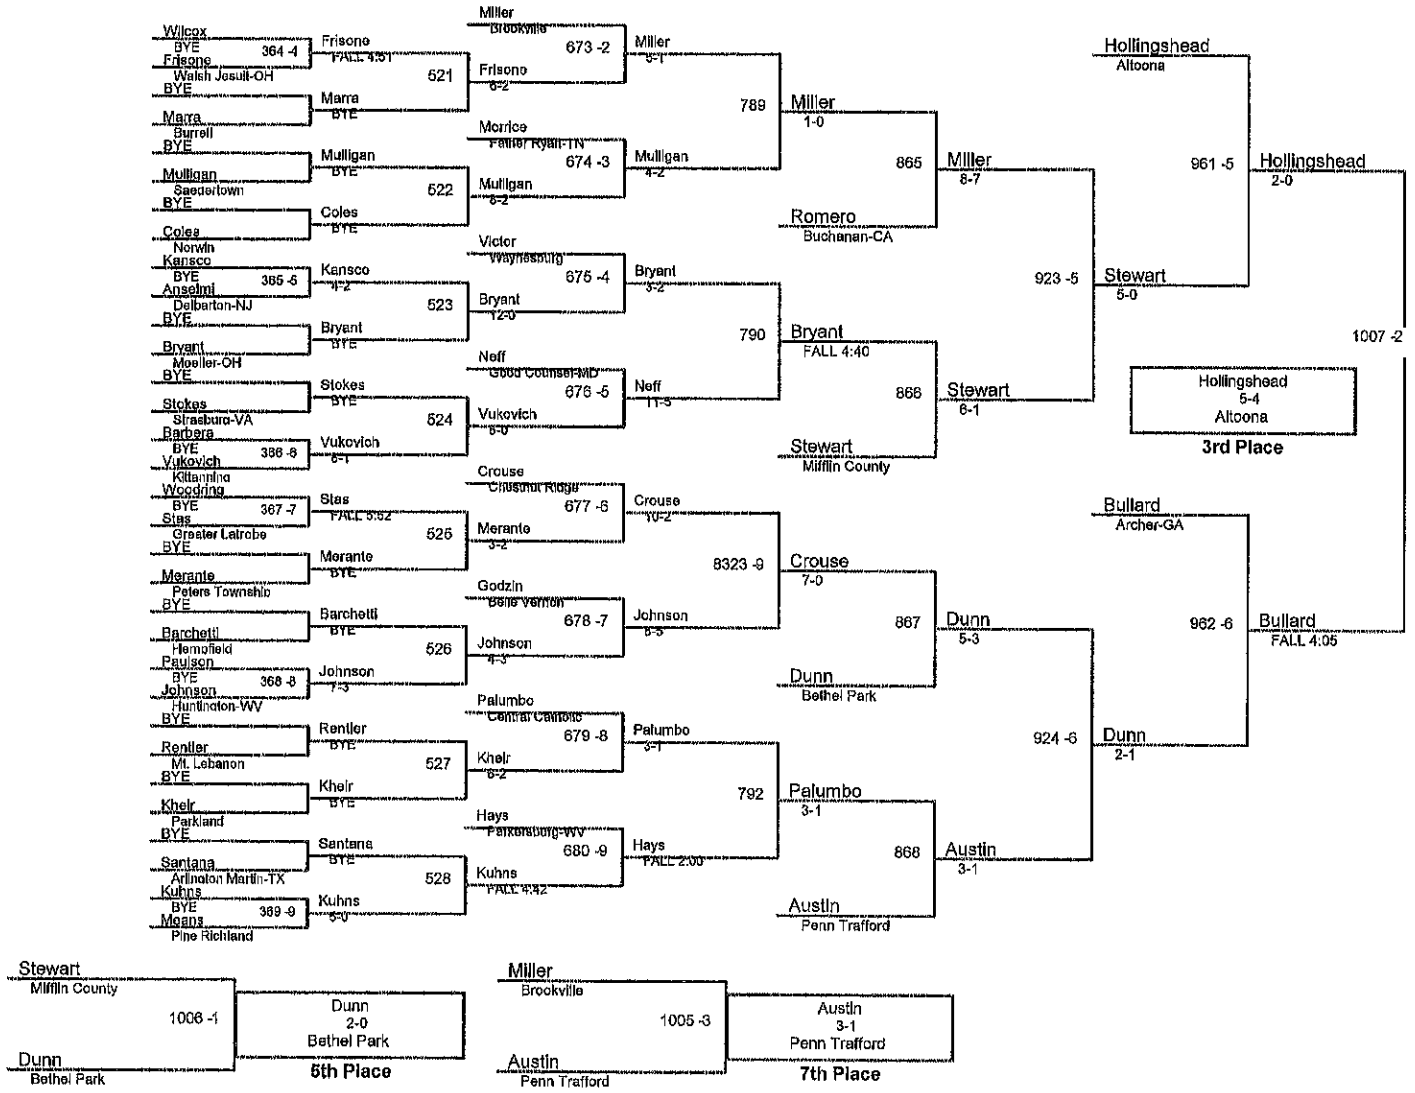 Wilcox
BYE
364 -4
Frisone
Walsh Jesuit-OH
BYE
Marra
Burrell
BYE
Mulligan
Saegertown
BYE
Coles
Norwin
Kansco
BYE
365 -5
Anselmi
Delbarton-NJ
BYE
Bryant
Moeller-OH
BYE
Stokes
Strasburg-VA
Barbera
BYE
366 -6
Vukovich
Kittanning
Woodring
BYE
367 -7
Stas
Greater Latrobe
BYE
Merante
Peters Township
BYE
Barchetti
Hempfield
Paulson
BYE
368 -8
Johnson
Huntington-WV
BYE
Rentler
Mt. Lebanon
BYE
Kheir
Parkland
BYE
Santana
Arlington Martin-TX
Kuhns
BYE
369 -9
Moans
Pine Richland
Frisone
FALL 4:51
521
Marra
BYE
Mulligan
BYE
522
Coles
BYE
Kansco
4-2
523
Bryant
BYE
Stokes
BYE
524
Vukovich
6-1
Stas
FALL 5:52
525
Merante
BYE
Barchetti
BYE
526
Johnson
7-3
Rentler
BYE
527
Kheir
BYE
Santana
BYE
528
Kuhns
5-0
Miller
Brookville
673 -2
Frisone
6-2
Morrice
Father Ryan-TN
674 -3
Mulligan
8-2
Victor
Waynesburg
675 -4
Bryant
12-0
Neff
Good Counsel-MD
676 -5
Vukovich
6-0
Crouse
Chestnut Ridge
677 -6
Merante
3-2
Godzin
Belle Vernon
678 -7
Johnson
4-3
Palumbo
Central Catholic
679 -8
Kheir
6-2
Hays
Parkersburg-WV
680 -9
Kuhns
FALL 4:42
Miller
5-1
789
Mulligan
4-2
Bryant
3-2
790
Neff
11-5
Crouse
10-2
8323 -9
Johnson
8-5
Palumbo
3-1
792
Hays
FALL 2:00
Miller
1-0
865
Romero
Buchanan-CA
Bryant
FALL 4:40
866
Stewart
Mifflin County
Crouse
7-0
867
Dunn
Bethel Park
Palumbo
3-1
868
Austin
Penn Trafford
Miller
8-7
923 -5
Stewart
6-1
Dunn
5-3
924 -6
Austin
3-1
Hollingshead
Altoona
961 -5
Stewart
5-0
Bullard
Archer-GA
962 -6
Dunn
2-1
Hollingshead
2-0
1007 -2
Bullard
FALL 4:05
Hollingshead
5-4
Altoona
3rd Place
Stewart
Mifflin County
1006 -1
Dunn
Bethel Park
Dunn
2-0
Bethel Park
5th Place
Miller
Brookville
1005 -3
Austin
Penn Trafford
Austin
3-1
Penn Trafford
7th Place